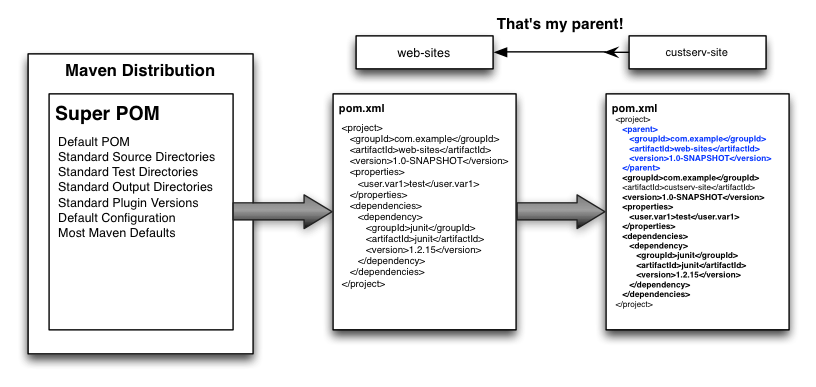 That's my parent!
web-sites
custserv-site
Maven Distribution
Super POM
Default POM
Standard Source Directories
Standard Test Directories
Standard Output Directories
Standard Plugin Versions
Default Configuration
Most Maven Defaults
pom.xml
<project>
<groupId>com.example</groupId>
<artifactId>web-sites</artifactId>
<version>1.0-SNAPSHOT</version>
<properties>
<user.var1>test</user.var1>
</properties>
<dependencies>
<dependency>
<groupId>junit</groupId>
<artifactId>junit</artifactId>
<version>1.2.15</version>
</dependency>
</dependencies>
</project>
pom.xml
<project>
<parent>
<groupId>com.example</groupId>
<artifactId>web-sites</artifactId>
<version>1.0-SNAPSHOT</version>
</parent>
<groupId>com.example</groupId>
<artifactId>custserv-site</artifactId>
<version>1.0-SNAPSHOT</version>
<properties>
<user.var1>test</user.var1>
</properties>
<dependencies>
<dependency>
<groupId>junit</groupId>
<artifactId>junit</artifactId>
<version>1.2.15</version>
</dependency>
</dependencies>
</project>